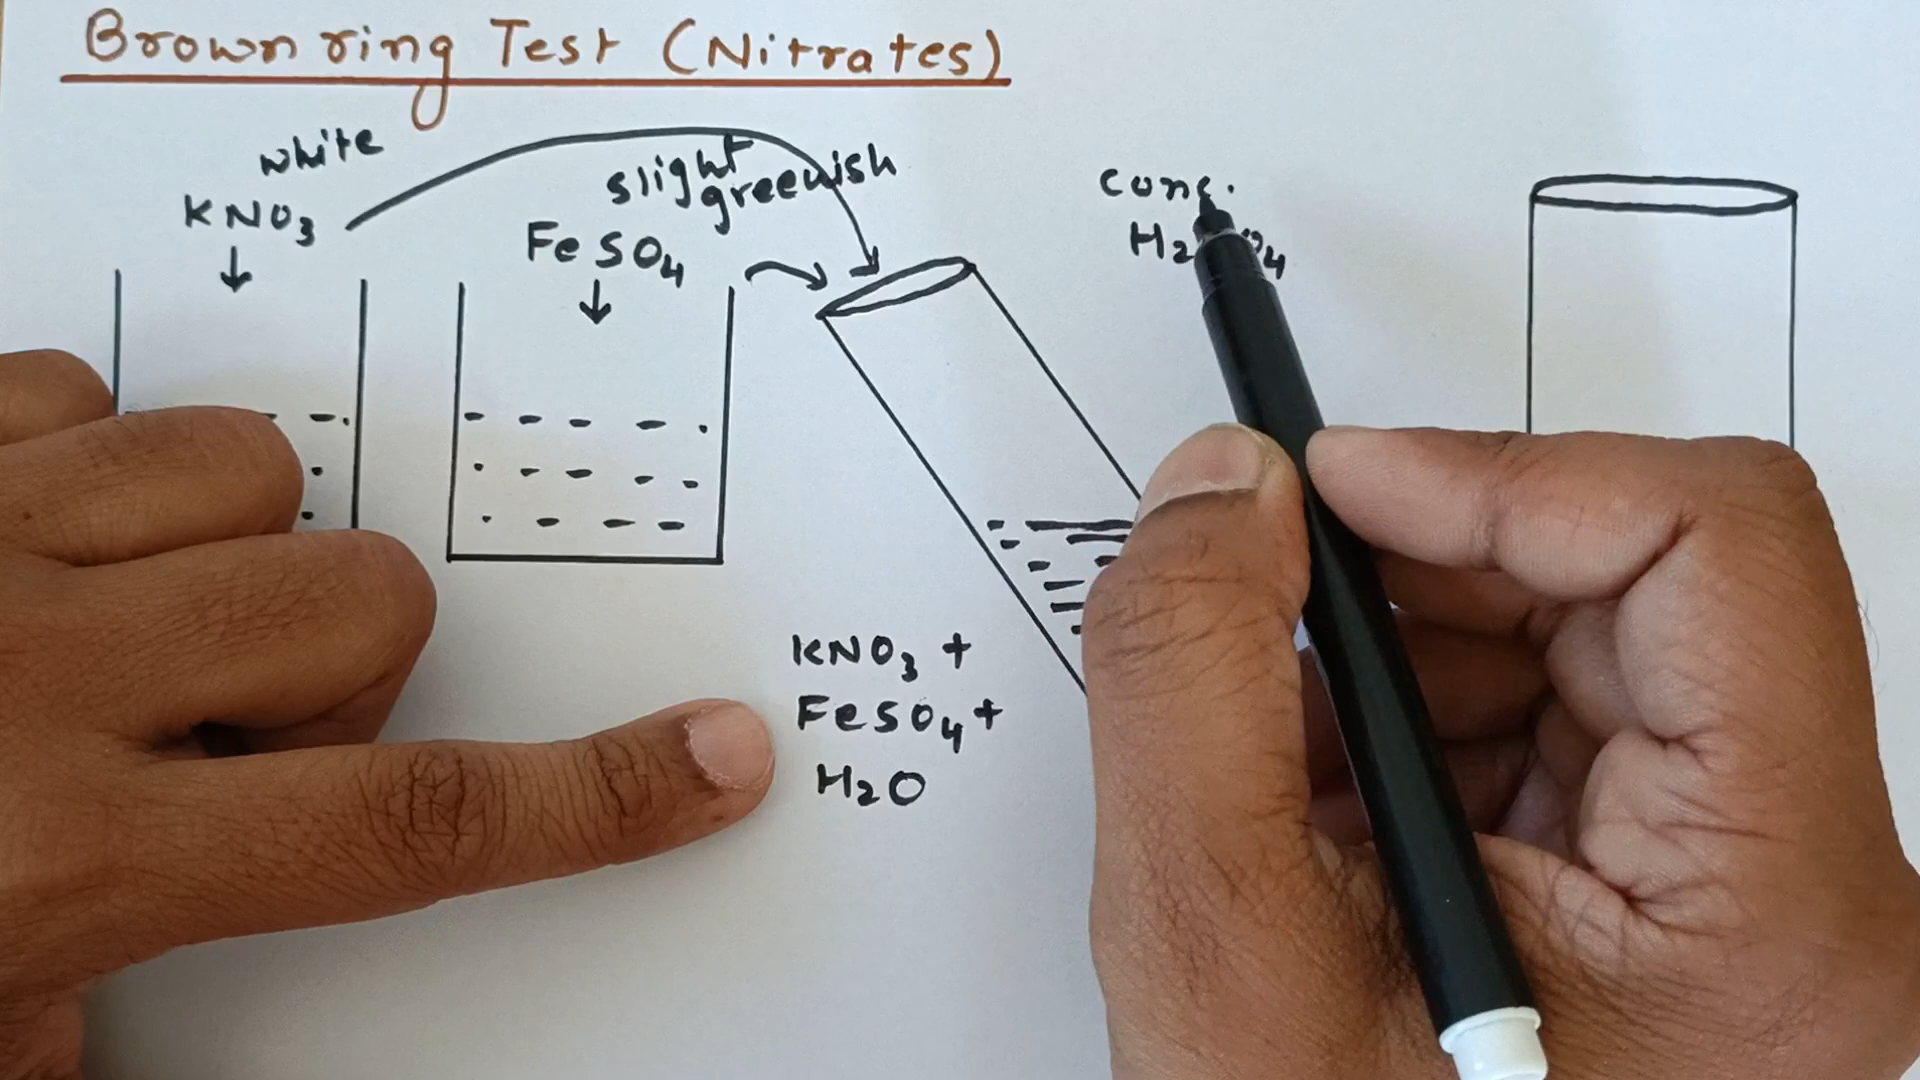 Brown ring Test (Nitrates)
white
KNO3
slight
greenish
FeSO4
conc.
KNO3 +
FeSO4 +
H2O